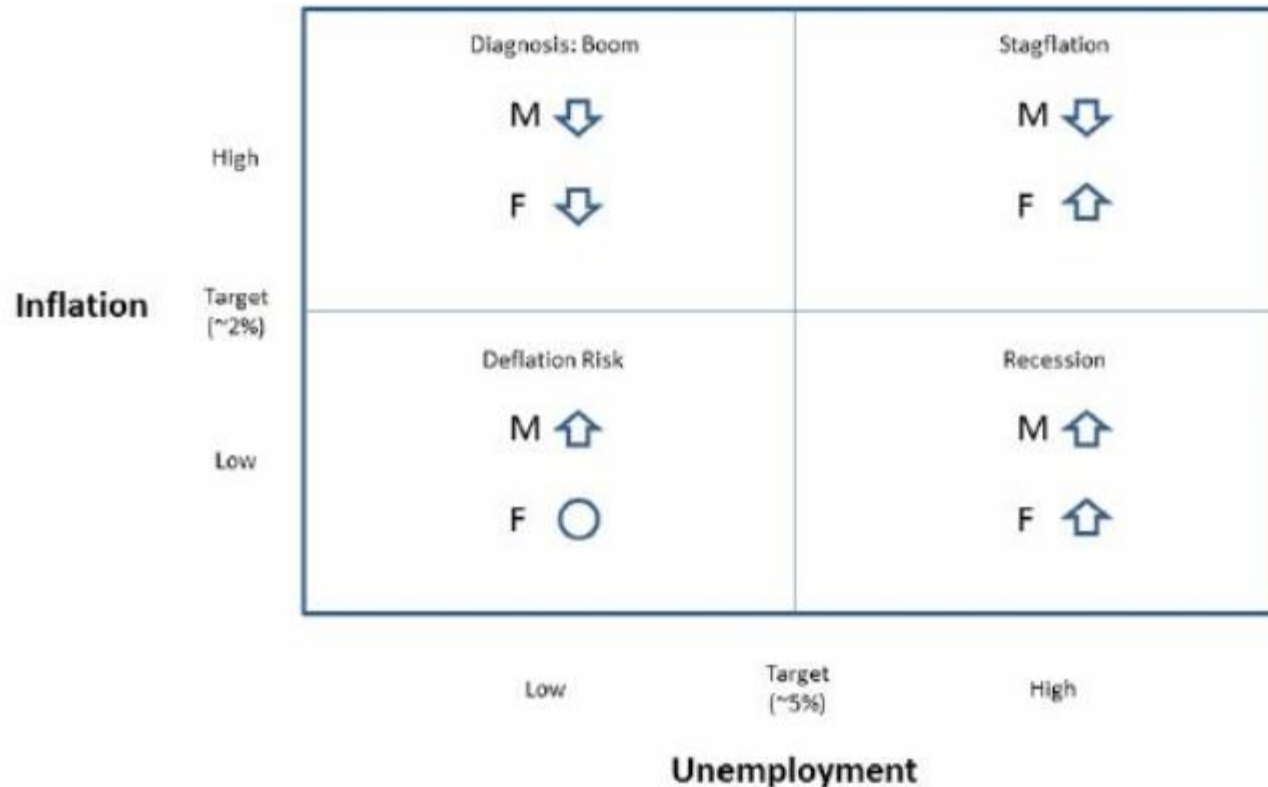 Diagnosis: Boom
Stagflation
M
M
High
F
F
Inflation
Target
(~2%)
Deflation Risk
Recession
M
M
Low
F
F
Low
Target
(~5%)
High
Unemployment